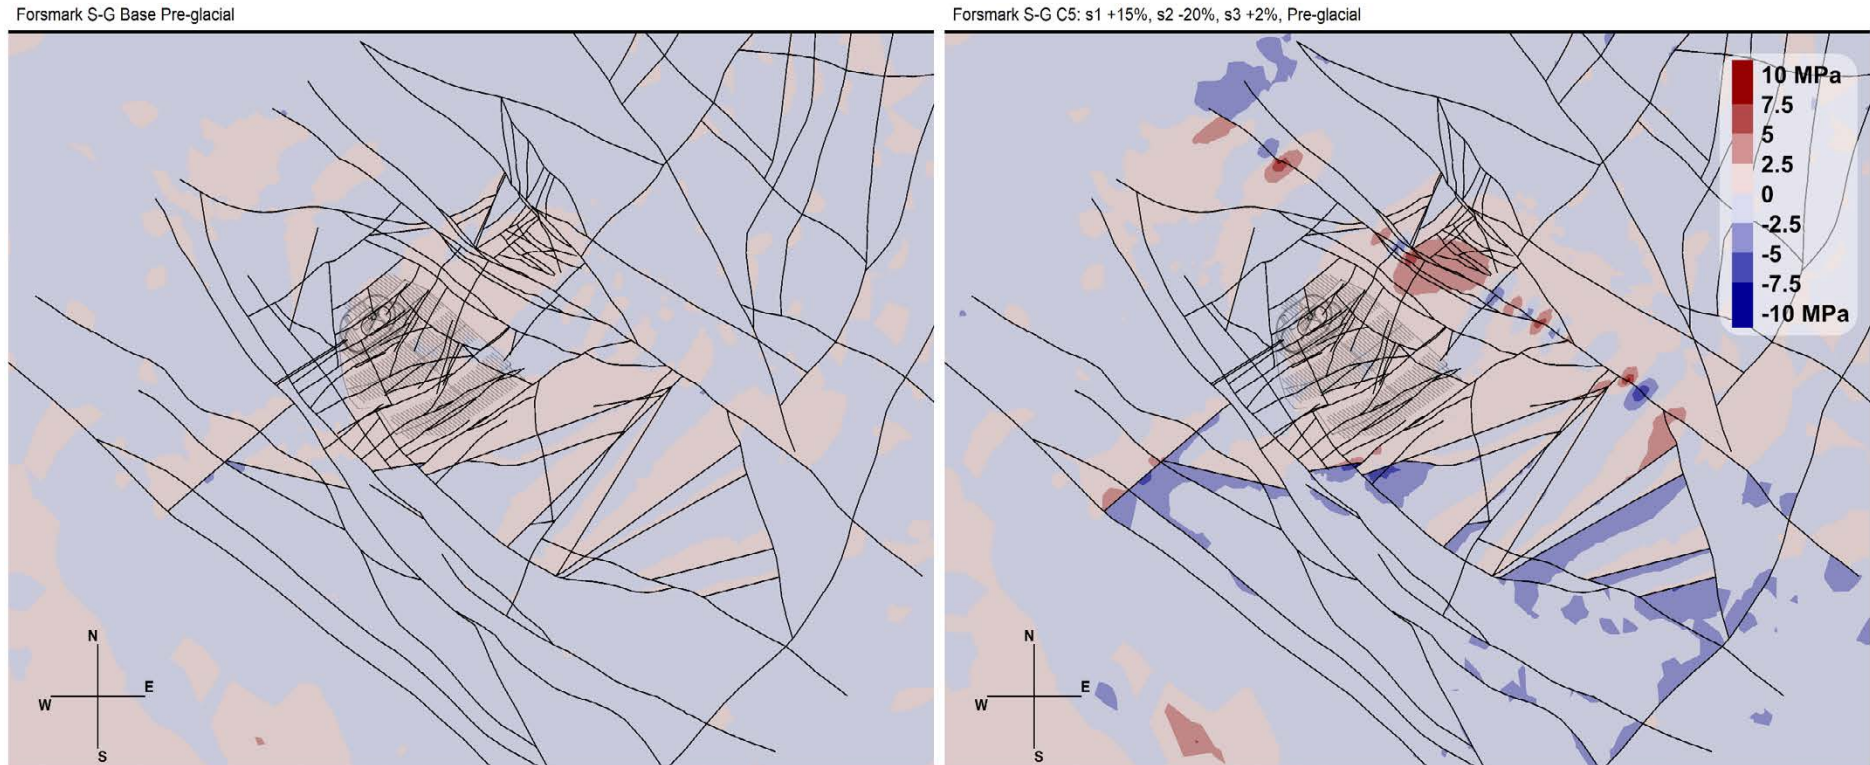 Forsmark S-G Base Pre-glacial
Forsmark S-G C5: s1 +15%, s2 -20%, s3 +2%, Pre-glacial
10 MPa
7.5
5
2.5
0
-2.5
-5
-7.5
-10 MPa
N
W
E
S
N
W
E
S